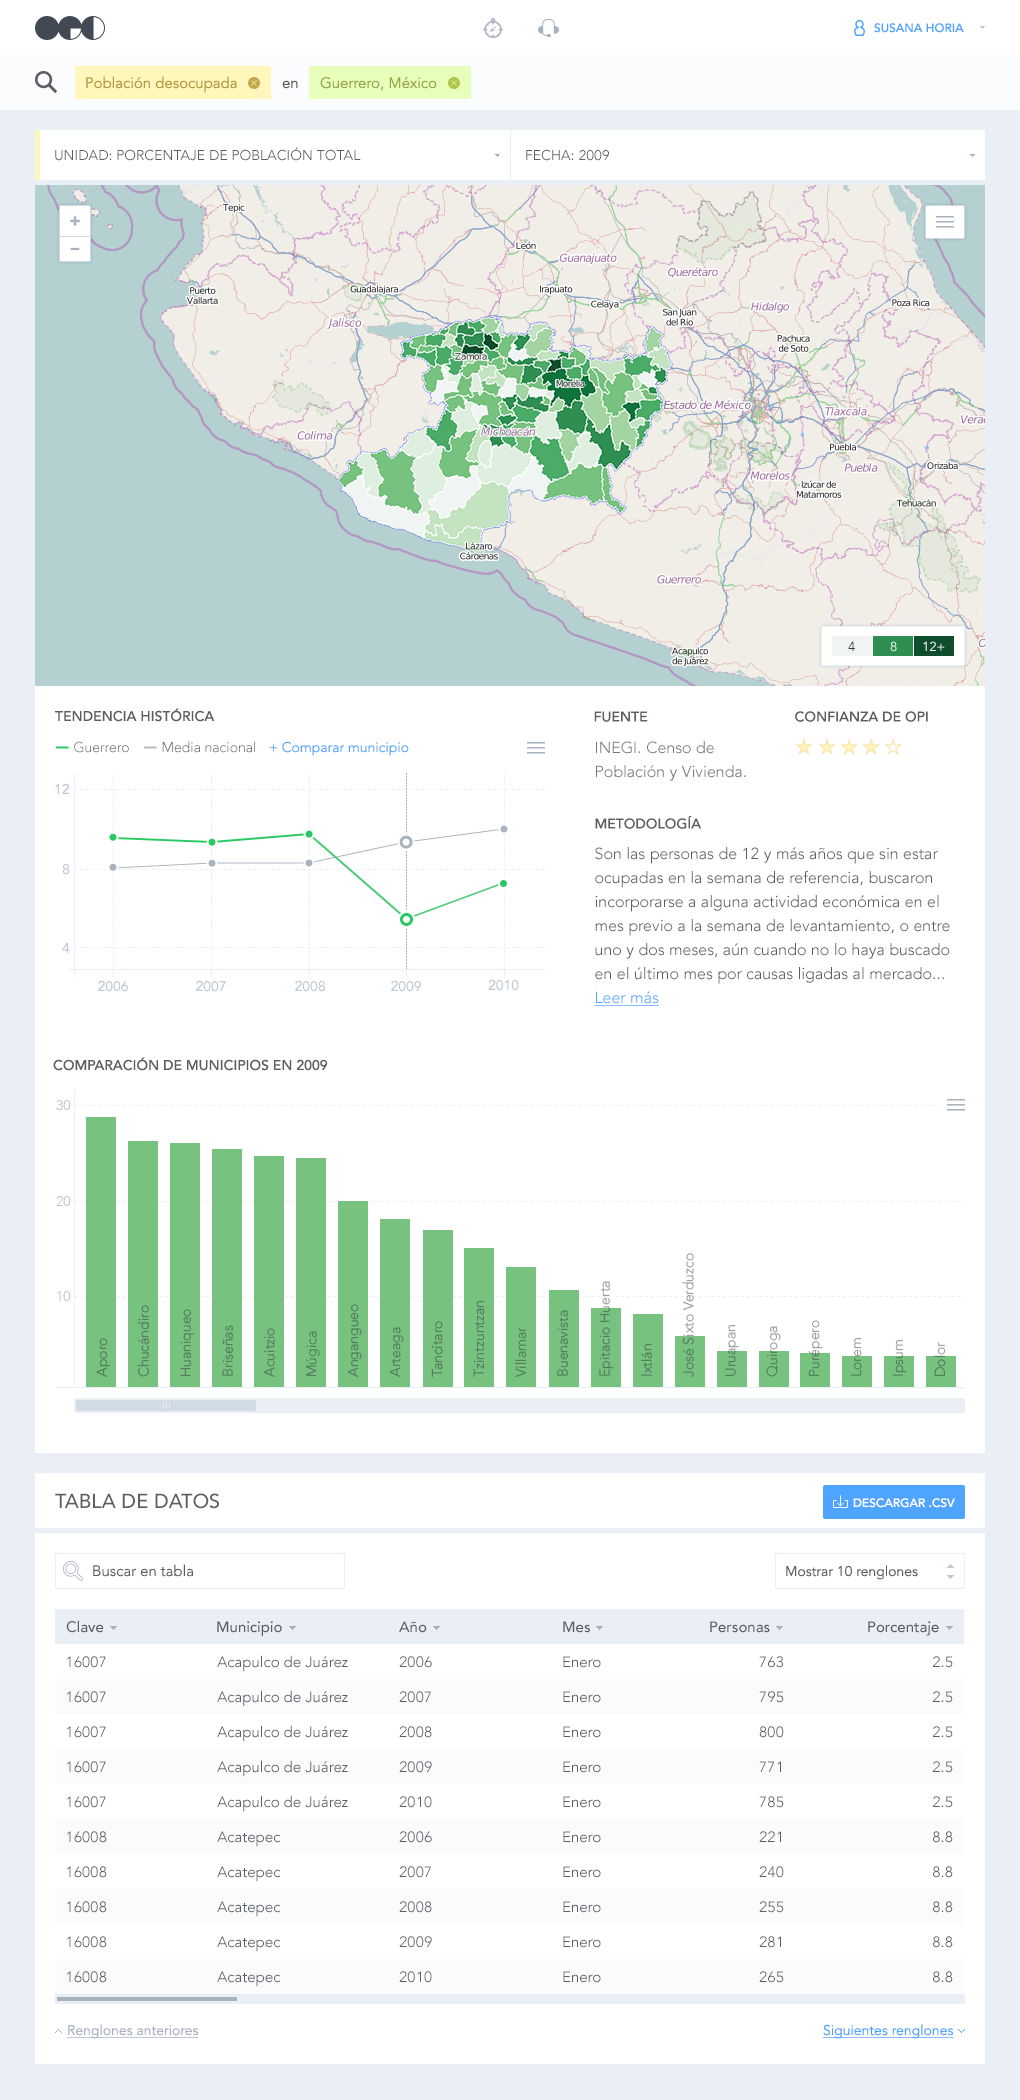 SUSANA HORIA
Población desocupada en Guerrero, México
UNIDAD: PORCENTAJE DE POBLACIÓN TOTAL
FECHA: 2009
+
−
Tepic
León
Guanajuato
Querétaro
Puerto
Vallarta
Guadalajara
Irapuato
Celaya
San Juan
del Río
Hidalgo
Poza Rica
Jalisco
Pachuca
de Soto
Zamora
Morelia
Estado de México
Tlaxcala
Vera
Colima
Michoacan
Puebla
Puebla
Orizaba
Morelos
Izúcar de
Matamoros
Tehuacán
Lázaro
Cárdenas
Guerrero
Acapulco
de Juárez
4 8 12+
TENDENCIA HISTÓRICA
Guerrero Media nacional + Comparar municipio
12
8
4
2006 2007 2008 2009 2010
FUENTE
INEGI. Censo de
Población y Vivienda.
CONFIANZA DE OPI
METODOLOGÍA
Son las personas de 12 y más años que sin estar
ocupadas en la semana de referencia, buscaron
incorporarse a alguna actividad económica en el
mes previo a la semana de levantamiento, o entre
uno y dos meses, aún cuando no lo haya buscado
en el último mes por causas ligadas al mercado...
Leer más
COMPARACIÓN DE MUNICIPIOS EN 2009
30
20
10
Aporo
Chucándiro
Huaniqueo
Briseñas
Acuitzio
Múgica
Angangueo
Arteaga
Tancítaro
Tzintzuntzan
Villamar
Buenavista
Epitacio Huerta
Ixtlán
José Sixto Verduzco
Uruapan
Quiroga
Purépero
Lorem
Ipsum
Dolor
TABLA DE DATOS
DESCARGAR .CSV
Buscar en tabla
Mostrar 10 renglones
Clave Municipio Año Mes Personas Porcentaje
16007 Acapulco de Juárez 2006 Enero 763 2.5
16007 Acapulco de Juárez 2007 Enero 795 2.5
16007 Acapulco de Juárez 2008 Enero 800 2.5
16007 Acapulco de Juárez 2009 Enero 771 2.5
16007 Acapulco de Juárez 2010 Enero 785 2.5
16008 Acatepec 2006 Enero 221 8.8
16008 Acatepec 2007 Enero 240 8.8
16008 Acatepec 2008 Enero 255 8.8
16008 Acatepec 2009 Enero 281 8.8
16008 Acatepec 2010 Enero 265 8.8
Renglones anteriores
Siguientes renglones